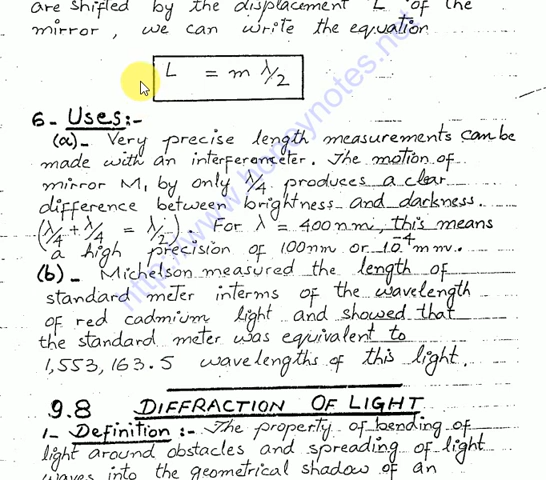 are shifted by the displacement L of the
mirror, we can write the equation
L = m λ/2
6- Uses:-
(a)- Very precise length measurements can be
made with an interferometer. The motion of
mirror M, by only λ/4 produces a clear
difference between brightness and darkness.
(λ/4 + λ/4 = λ/2). For λ = 400nm, this means
a high precision of 100nm or 10⁻⁴ mm.
(b)- Michelson measured the length of
standard meter interms of the wavelength
of red cadmium light and showed that
the standard meter was equivalent to
1,553,163.5 wavelengths of this light.
9.8 DIFFRACTION OF LIGHT
1- Definition:- The property of bending of
light around obstacles and spreading of light
waves into the geometrical shadow of an